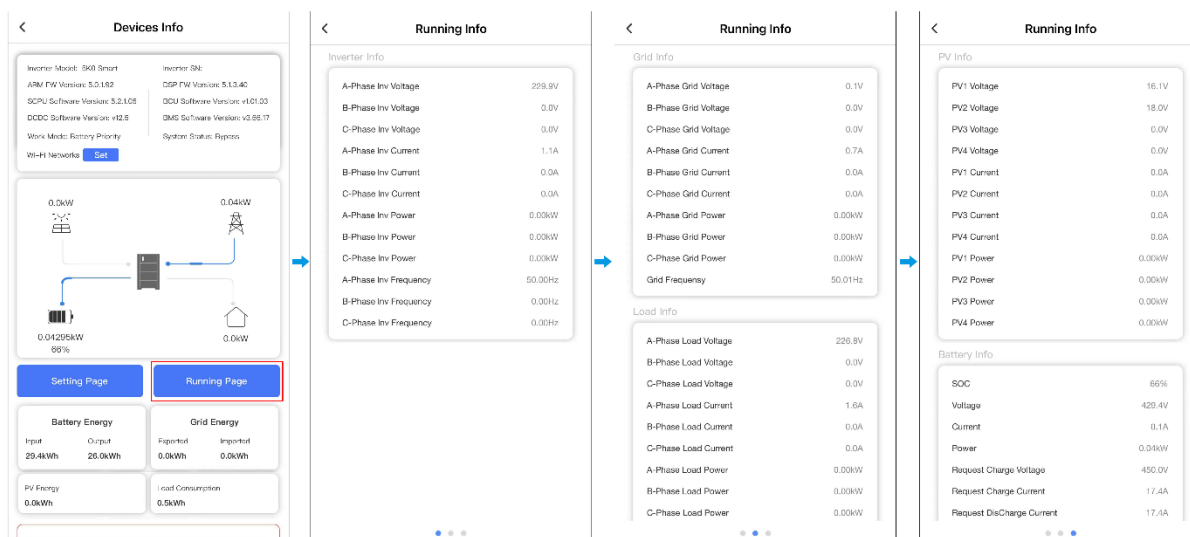 Devices Info
Inverter Model: 6K0 Smart
Inverter SN:
ARM FW Version: 5.0.1.92
DSP FW Version: 5.1.3.40
SCPU Software Version: 5.2.1.05
DCU Software Version: v1.01.03
DCDC Software Version: v12.6
BMS Software Version: v3.66.17
Work Mode: Battery Priority
System Status: Bypass
Wi-Fi Networks Set
0.0kW
0.04kW
0.04295kW
66%
0.0kW
Setting Page
Running Page
Battery Energy
Input Output
29.4kWh 26.0kWh
Grid Energy
Exported Imported
0.0kWh 0.0kWh
PV Energy
0.0kWh
Load Consumption
0.5kWh
Running Info
Inverter Info
A-Phase Inv Voltage 229.9V
B-Phase Inv Voltage 0.0V
C-Phase Inv Voltage 0.0V
A-Phase Inv Current 1.1A
B-Phase Inv Current 0.0A
C-Phase Inv Current 0.0A
A-Phase Inv Power 0.00kW
B-Phase Inv Power 0.00kW
C-Phase Inv Power 0.00kW
A-Phase Inv Frequency 50.00Hz
B-Phase Inv Frequency 0.00Hz
C-Phase Inv Frequency 0.00Hz
Running Info
Grid Info
A-Phase Grid Voltage 0.1V
B-Phase Grid Voltage 0.0V
C-Phase Grid Voltage 0.0V
A-Phase Grid Current 0.7A
B-Phase Grid Current 0.0A
C-Phase Grid Current 0.0A
A-Phase Grid Power 0.00kW
B-Phase Grid Power 0.00kW
C-Phase Grid Power 0.00kW
Grid Frequensy 50.01Hz
Load Info
A-Phase Load Voltage 226.8V
B-Phase Load Voltage 0.0V
C-Phase Load Voltage 0.0V
A-Phase Load Current 1.6A
B-Phase Load Current 0.0A
C-Phase Load Current 0.0A
A-Phase Load Power 0.00kW
B-Phase Load Power 0.00kW
C-Phase Load Power 0.00kW
Running Info
PV Info
PV1 Voltage 16.1V
PV2 Voltage 18.0V
PV3 Voltage 0.0V
PV4 Voltage 0.0V
PV1 Current 0.0A
PV2 Current 0.0A
PV3 Current 0.0A
PV4 Current 0.0A
PV1 Power 0.00kW
PV2 Power 0.00kW
PV3 Power 0.00kW
PV4 Power 0.00kW
Battery Info
SOC 66%
Voltage 429.4V
Current 0.1A
Power 0.04kW
Request Charge Voltage 450.0V
Request Charge Current 17.4A
Request DisCharge Current 17.4A